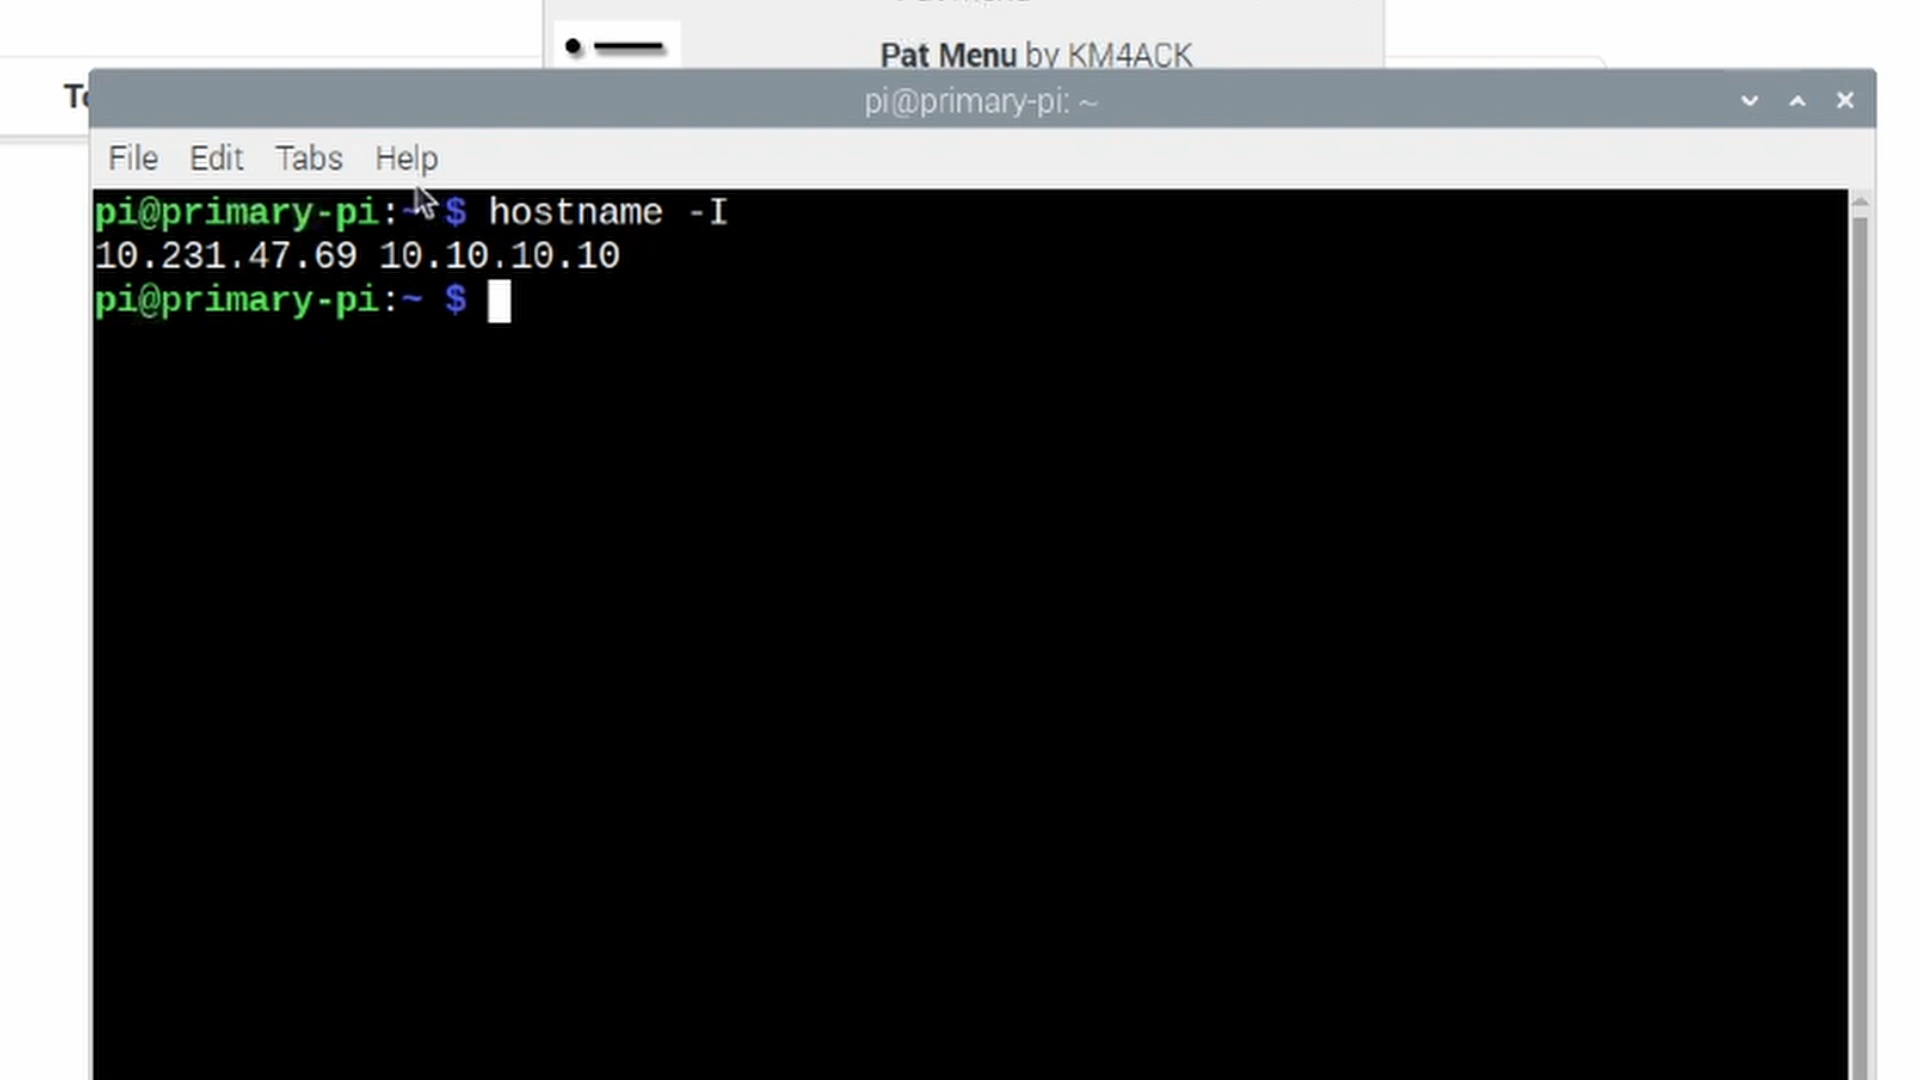 Pat Menu by KM4ACK
pi@primary-pi: ~
File Edit Tabs Help
pi@primary-pi:~ $ hostname -I
10.231.47.69 10.10.10.10
pi@primary-pi:~ $